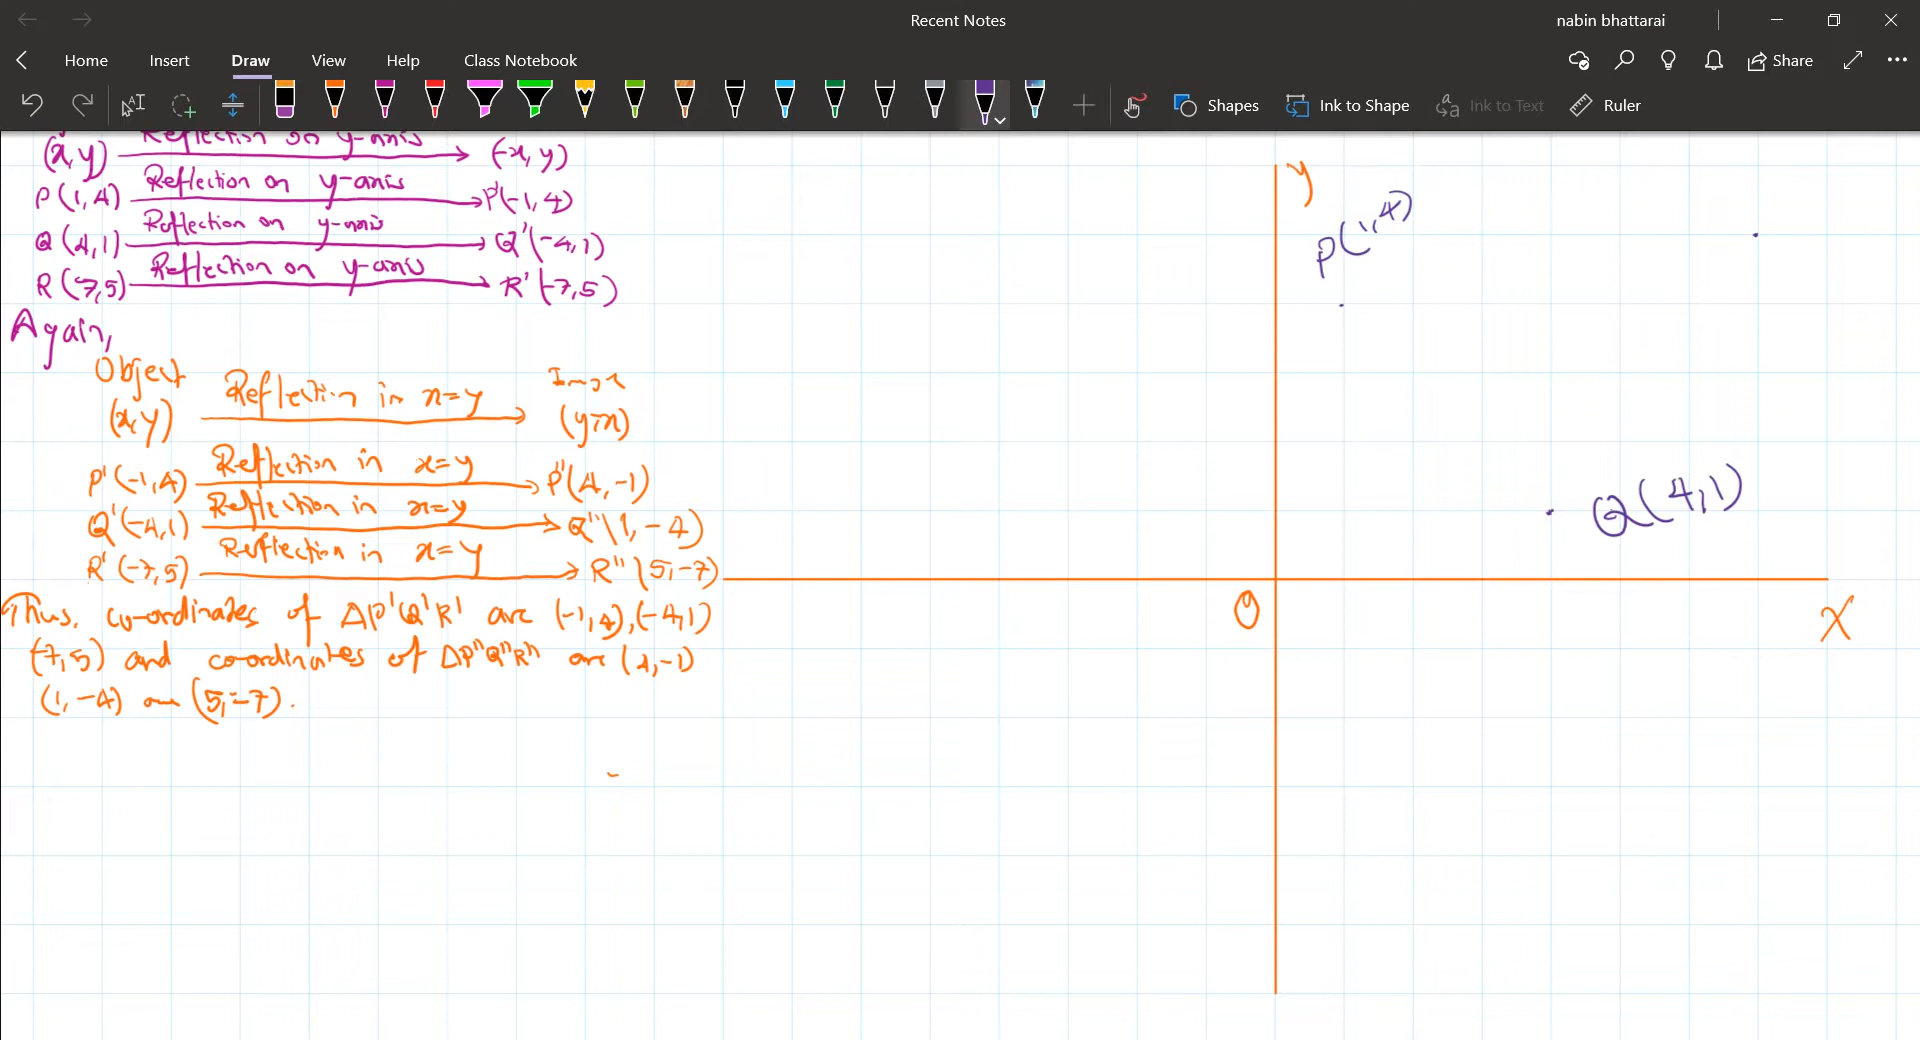 Recent Notes
nabin bhattarai
Home Insert Draw View Help Class Notebook
Share
Shapes Ink to Shape Ink to Text Ruler
(x,y) Reflection on y-axis (-x, y)
P(1,4) Reflection on y-axis P'(-1,4)
Q(4,1) Reflection on y-axis Q'(-4,1)
R(7,5) Reflection on y-axis R'(-7,5)
Again,
Object
(x,y) Reflection in x=y
P'(-1,4) Reflection in x=y P"(4,-1)
Q'(-4,1) Reflection in x=y Q"(1,-4)
R'(-7,5) Reflection in x=y R"(5,-7)
Thus, co-ordinates of ΔP'Q'R' are (-1,4),(-4,1)
(-7,5) and co-ordinates of ΔP"Q"R" are (4,-1)
(1,-4) (5,-7).
y
P(1,4)
Q(4,1)
O
X